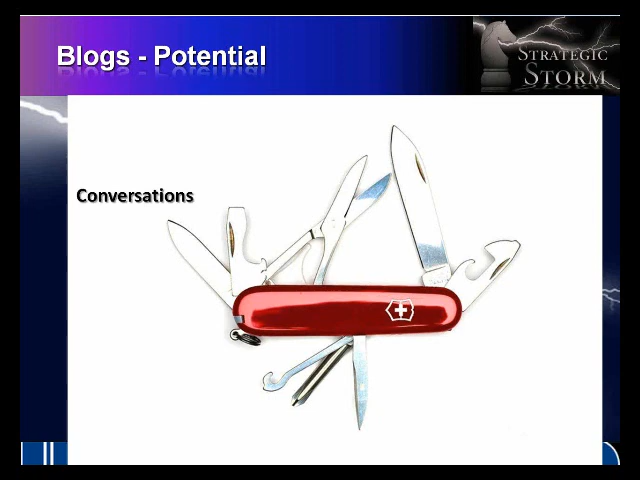 Blogs - Potential
STRATEGIC
STORM
Conversations